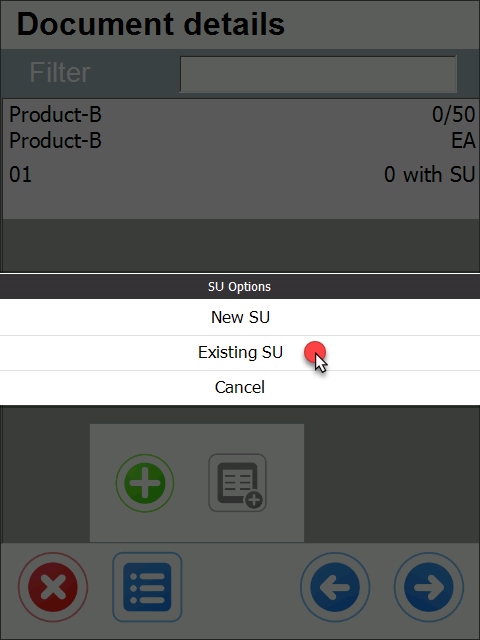 Document details
Filter
Product-B 0/50
Product-B EA
01 0 with SU
SU Options
New SU
Existing SU
Cancel